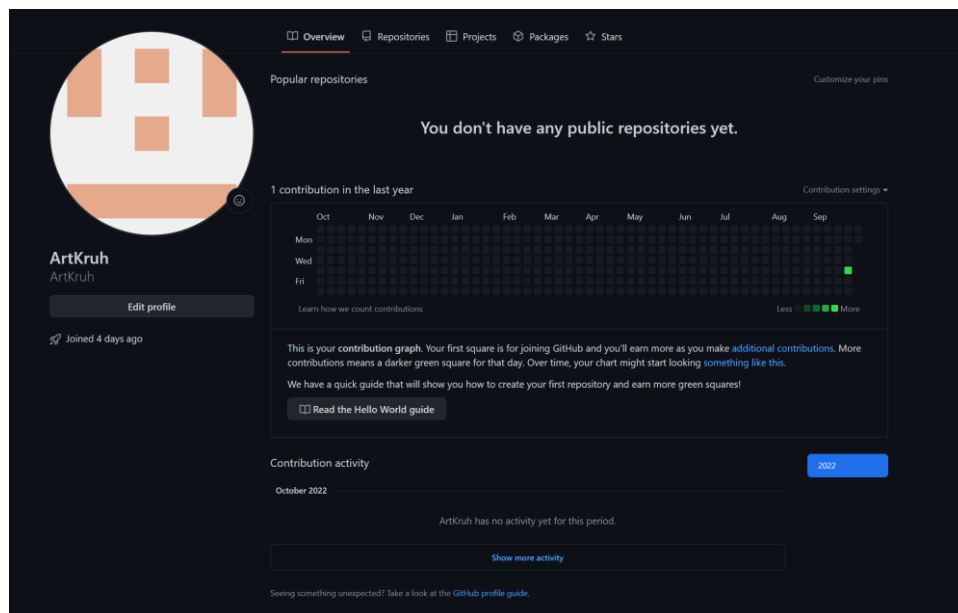 Overview Repositories Projects Packages Stars
Popular repositories Customize your pins
You don't have any public repositories yet.
1 contribution in the last year Contribution settings
Oct Nov Dec Jan Feb Mar Apr May Jun Jul Aug Sep
Mon
Wed
Fri
Learn how we count contributions Less More
ArtKruh
ArtKruh
Edit profile
Joined 4 days ago
This is your contribution graph. Your first square is for joining GitHub and you'll earn more as you make additional contributions. More
contributions means a darker green square for that day. Over time, your chart might start looking something like this.
We have a quick guide that will show you how to create your first repository and earn more green squares!
Read the Hello World guide
Contribution activity 2022
October 2022
ArtKruh has no activity yet for this period.
Show more activity
Seeing something unexpected? Take a look at the GitHub profile guide.